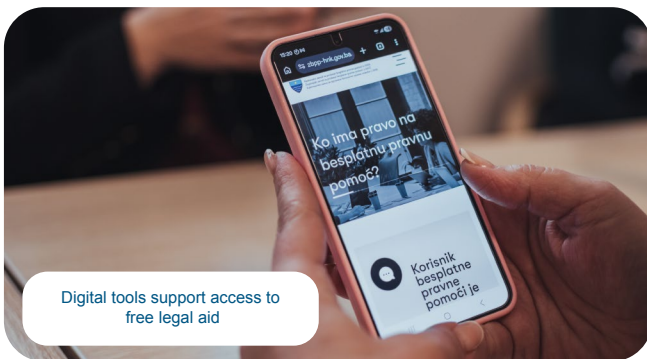 15:20
zbpp-hnk.gov.ba
Ko ima pravo na
besplatnu pravnu
pomoć?
Korisnik
besplatne
pravne
pomoći je
Digital tools support access to
free legal aid